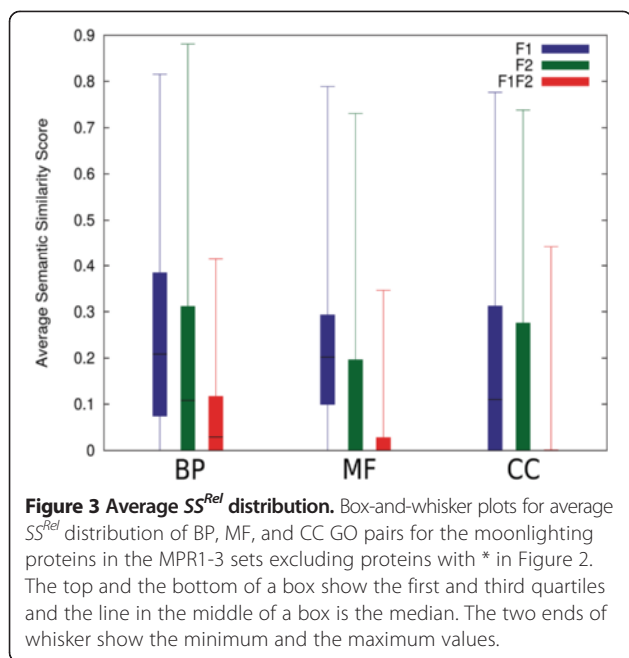 0.9
0.8
0.7
0.6
0.5
0.4
0.3
0.2
0.1
0
Average Semantic Similarity Score
F1
F2
F1F2
BP MF CC
Figure 3 Average SS^Rel distribution. Box-and-whisker plots for average
SS^Rel distribution of BP, MF, and CC GO pairs for the moonlighting
proteins in the MPR1-3 sets excluding proteins with * in Figure 2.
The top and the bottom of a box show the first and third quartiles
and the line in the middle of a box is the median. The two ends of
whisker show the minimum and the maximum values.